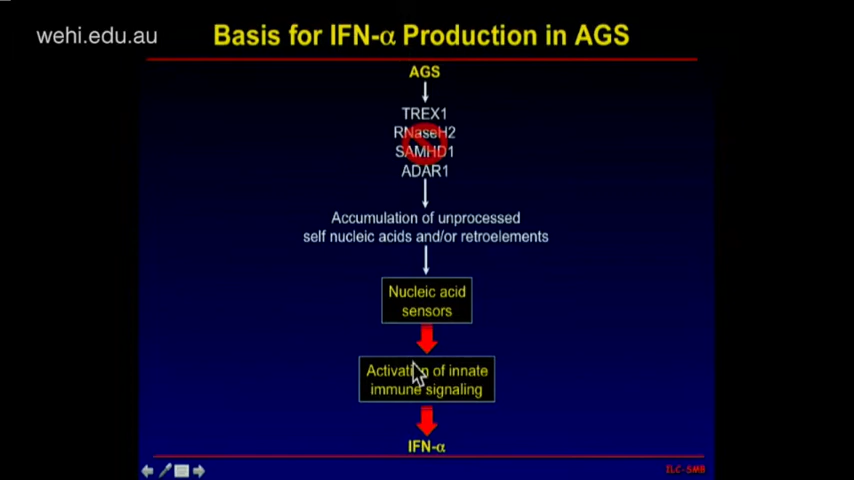 wehi.edu.au
Basis for IFN-α Production in AGS
AGS
TREX1
RNaseH2
SAMHD1
ADAR1
Accumulation of unprocessed
self nucleic acids and/or retroelements
Nucleic acid
sensors
Activation of innate
immune signaling
IFN-α
ILC-SMB